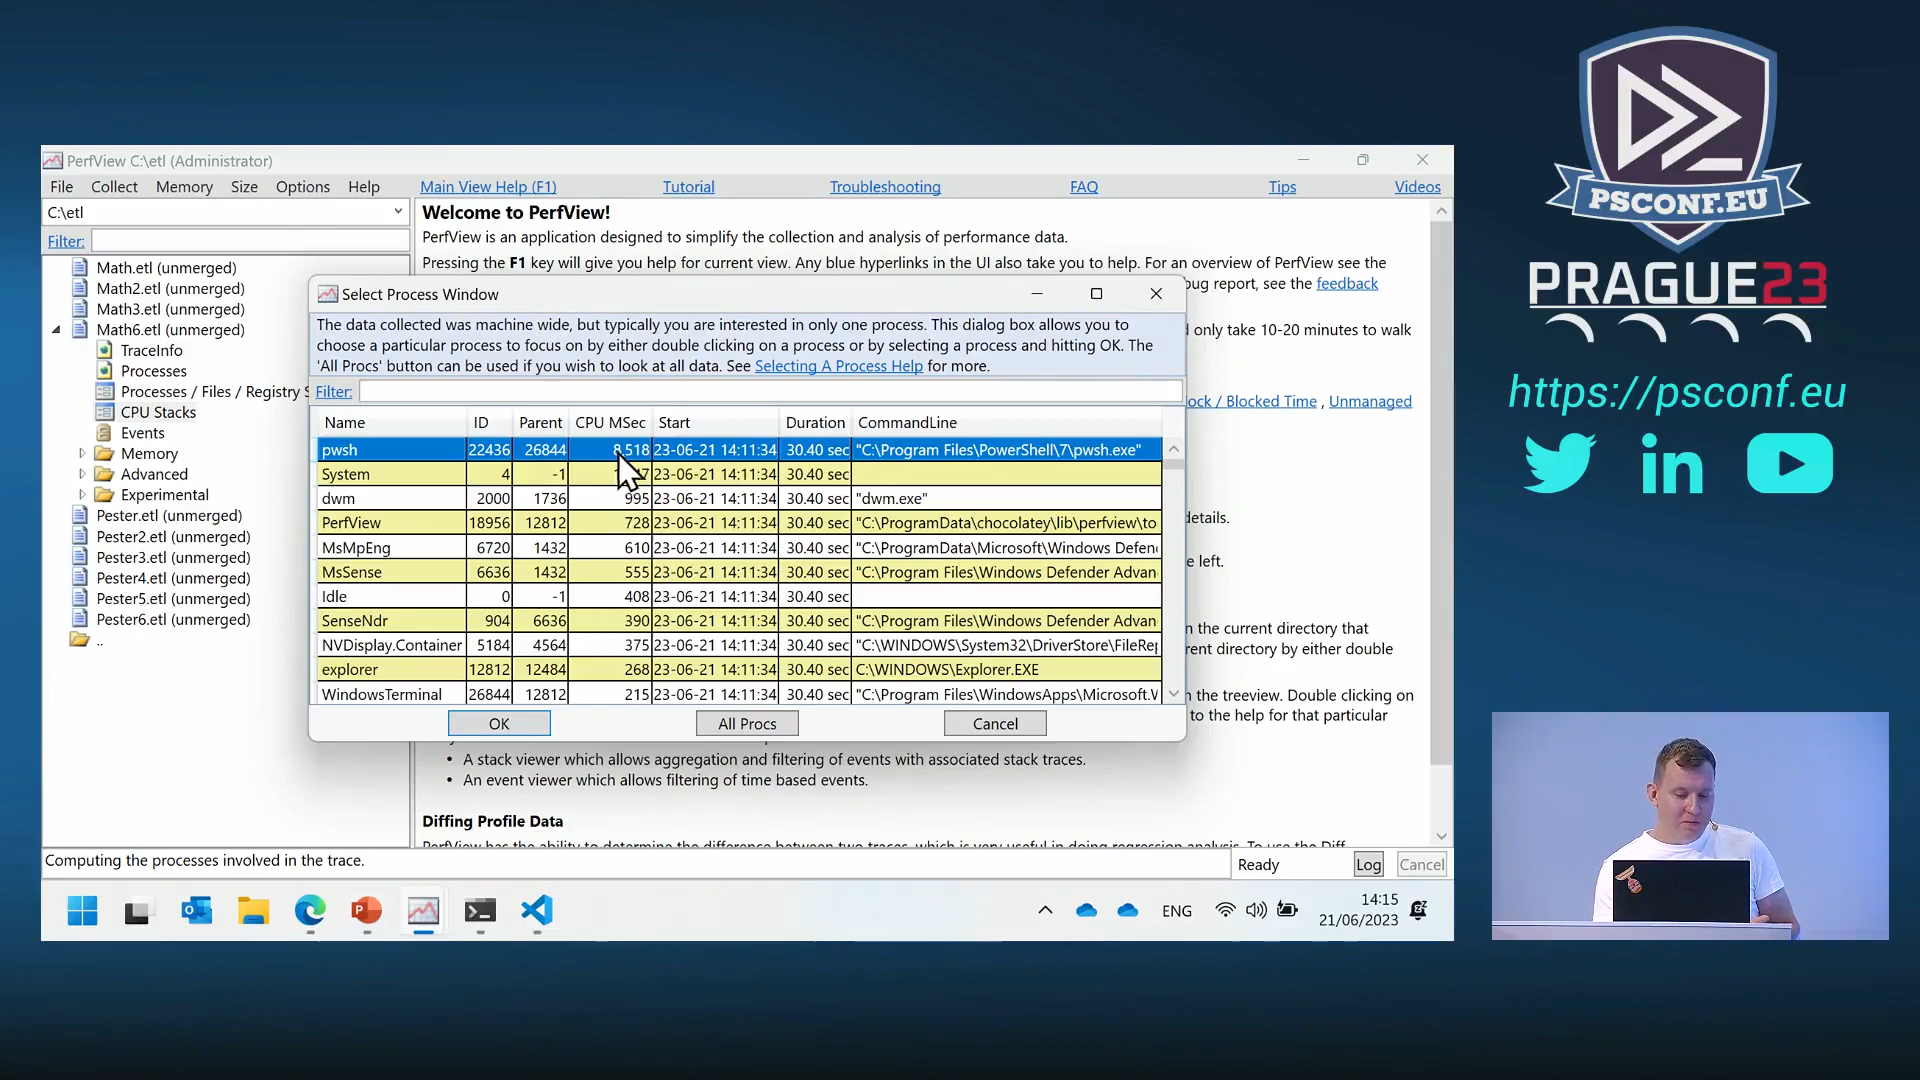 PerfView C:\etl (Administrator)
File Collect Memory Size Options Help
Main View Help (F1) Tutorial Troubleshooting FAQ Tips Videos
C:\etl
Filter:
Math.etl (unmerged)
Math2.etl (unmerged)
Math3.etl (unmerged)
Math6.etl (unmerged)
TraceInfo
Processes
Processes / Files / Registry S
CPU Stacks
Events
Memory
Advanced
Experimental
Pester.etl (unmerged)
Pester2.etl (unmerged)
Pester3.etl (unmerged)
Pester4.etl (unmerged)
Pester5.etl (unmerged)
Pester6.etl (unmerged)
..
Welcome to PerfView!
PerfView is an application designed to simplify the collection and analysis of performance data.
Pressing the F1 key will give you help for current view. Any blue hyperlinks in the UI also take you to help. For an overview of PerfView see the
ug report, see the feedback
only take 10-20 minutes to walk
ock / Blocked Time , Unmanaged
details.
e left.
n the current directory that
rent directory by either double
n the treeview. Double clicking on
to the help for that particular
• A stack viewer which allows aggregation and filtering of events with associated stack traces.
• An event viewer which allows filtering of time based events.
Diffing Profile Data
Select Process Window
The data collected was machine wide, but typically you are interested in only one process. This dialog box allows you to
choose a particular process to focus on by either double clicking on a process or by selecting a process and hitting OK. The
'All Procs' button can be used if you wish to look at all data. See Selecting A Process Help for more.
Filter:
Name ID Parent CPU MSec Start Duration CommandLine
pwsh 22436 26844 8,518 23-06-21 14:11:34 30.40 sec "C:\Program Files\PowerShell\7\pwsh.exe"
System 4 -1 23-06-21 14:11:34 30.40 sec
dwm 2000 1736 995 23-06-21 14:11:34 30.40 sec "dwm.exe"
PerfView 18956 12812 728 23-06-21 14:11:34 30.40 sec "C:\ProgramData\chocolatey\lib\perfview\to
MsMpEng 6720 1432 610 23-06-21 14:11:34 30.40 sec "C:\ProgramData\Microsoft\Windows Defen
MsSense 6636 1432 555 23-06-21 14:11:34 30.40 sec "C:\Program Files\Windows Defender Advan
Idle 0 -1 408 23-06-21 14:11:34 30.40 sec
SenseNdr 904 6636 390 23-06-21 14:11:34 30.40 sec "C:\Program Files\Windows Defender Advan
NVDisplay.Container 5184 4564 375 23-06-21 14:11:34 30.40 sec "C:\WINDOWS\System32\DriverStore\FileRep
explorer 12812 12484 268 23-06-21 14:11:34 30.40 sec C:\WINDOWS\Explorer.EXE
WindowsTerminal 26844 12812 215 23-06-21 14:11:34 30.40 sec "C:\Program Files\WindowsApps\Microsoft.W
OK All Procs Cancel
Computing the processes involved in the trace.
Ready Log Cancel
ENG
14:15
21/06/2023
PSCONF.EU
PRAGUE23
https://psconf.eu
in